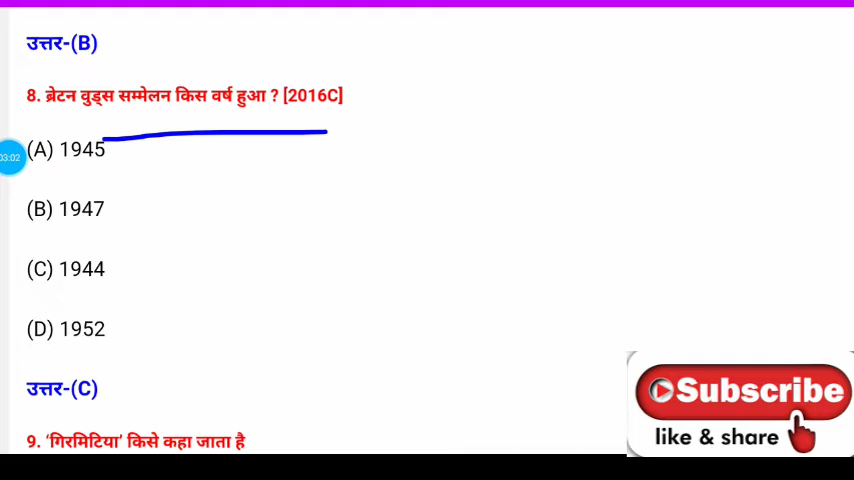 उत्तर-(B)
8. ब्रेटन वुड्स सम्मेलन किस वर्ष हुआ ? [2016C]
03:02
(A) 1945
(B) 1947
(C) 1944
(D) 1952
उत्तर-(C)
Subscribe
like & share
9. ‘गिरमिटिया’ किसे कहा जाता है